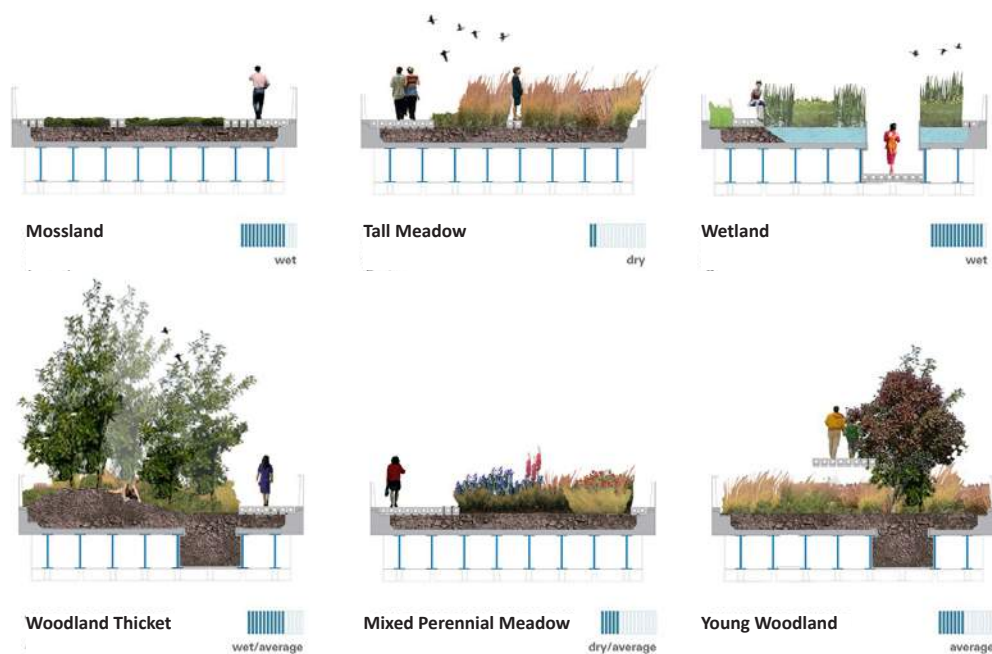 Mossland
wet
Tall Meadow
dry
Wetland
wet
Woodland Thicket
wet/average
Mixed Perennial Meadow
dry/average
Young Woodland
average